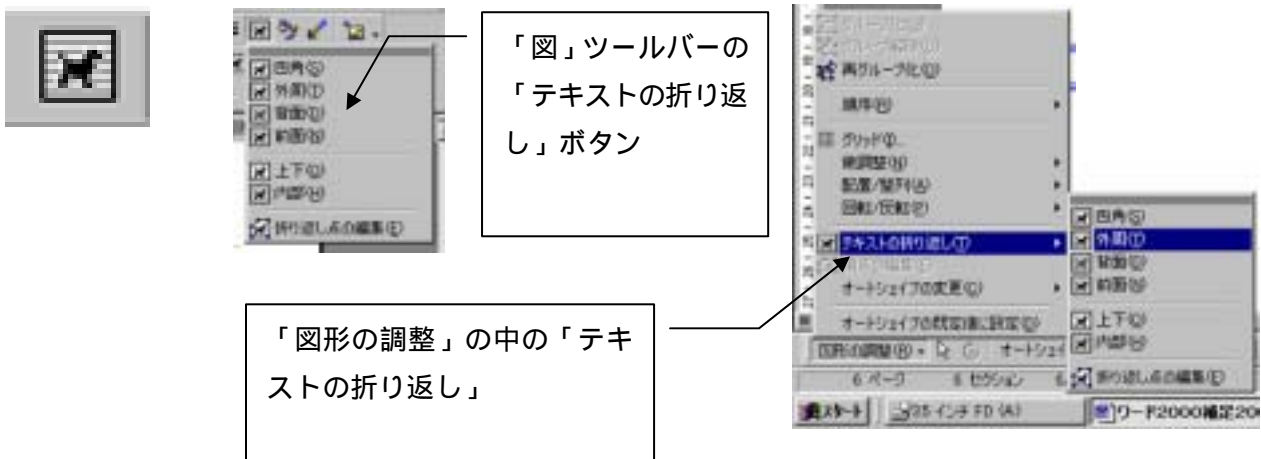 四角(S)
外周(T)
背面(D)
前面(N)
上下(O)
内部(H)
折り返し点の編集(E)
「図」ツールバーの
「テキストの折り返
し」ボタン
「図形の調整」の中の「テキ
ストの折り返し」
再グループ化(O)
順序(R)
グリッド(I)...
微調整(N)
配置/整列(A)
回転/反転(P)
テキストの折り返し(T)
オートシェイプの変更(C)
オートシェイプの既定値に設定(D)
四角(S)
外周(T)
背面(D)
前面(N)
上下(O)
内部(H)
折り返し点の編集(E)
図形の調整(R)
オートシェイ
6 ページ 6 セクション 6
スタート 3.5 インチ FD (A) ワード2000補足20